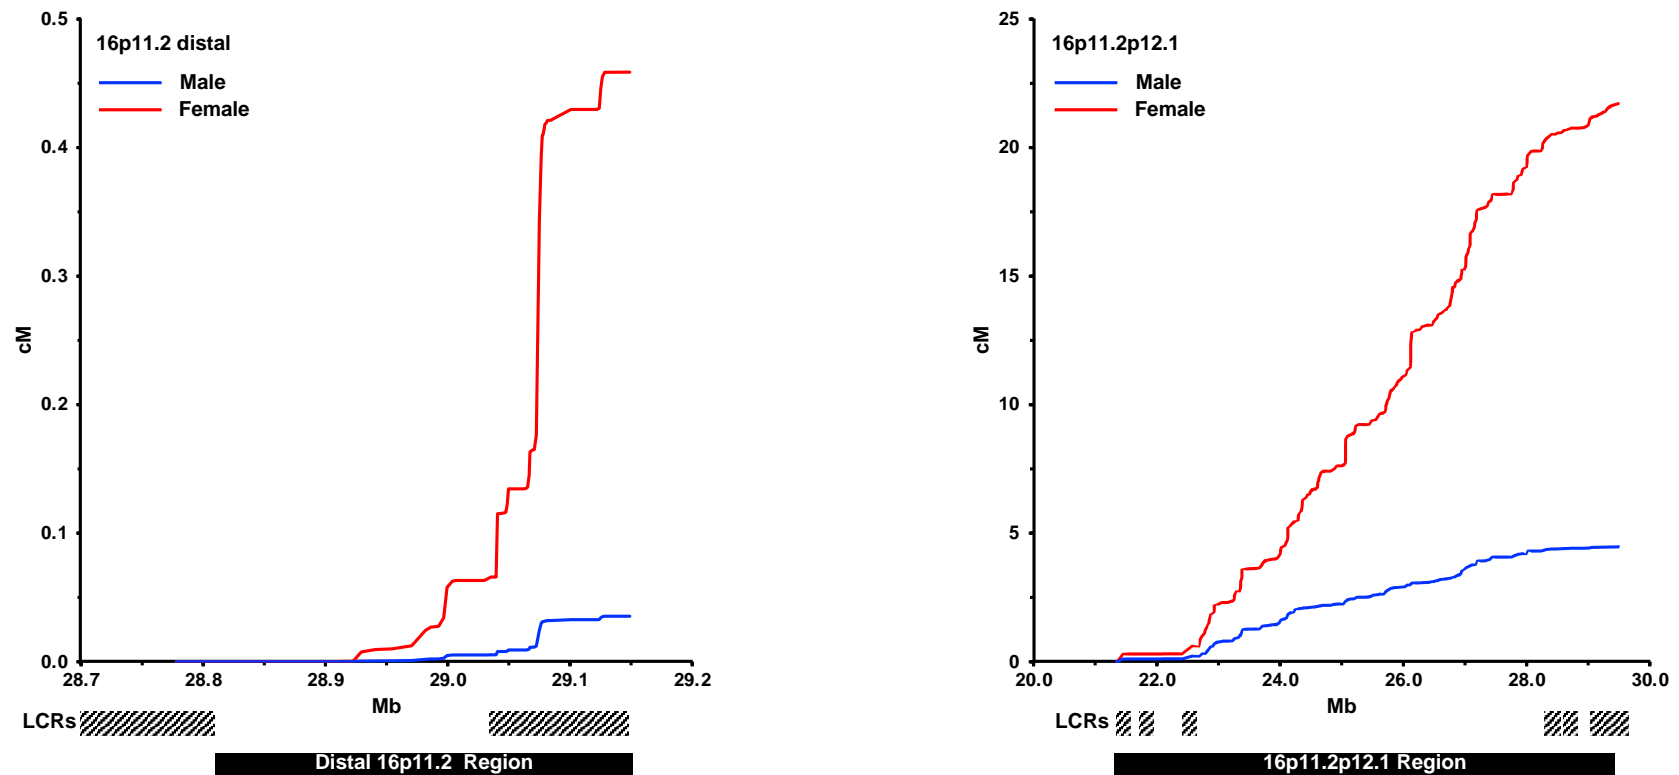 0.5
0.4
0.3
0.2
0.1
0.0
cM
16p11.2 distal
Male
Female
28.7 28.8 28.9 29.0 29.1 29.2
Mb
LCRs
Distal 16p11.2 Region
25
20
15
10
5
0
cM
16p11.2p12.1
Male
Female
20.0 22.0 24.0 26.0 28.0 30.0
Mb
LCRs
16p11.2p12.1 Region